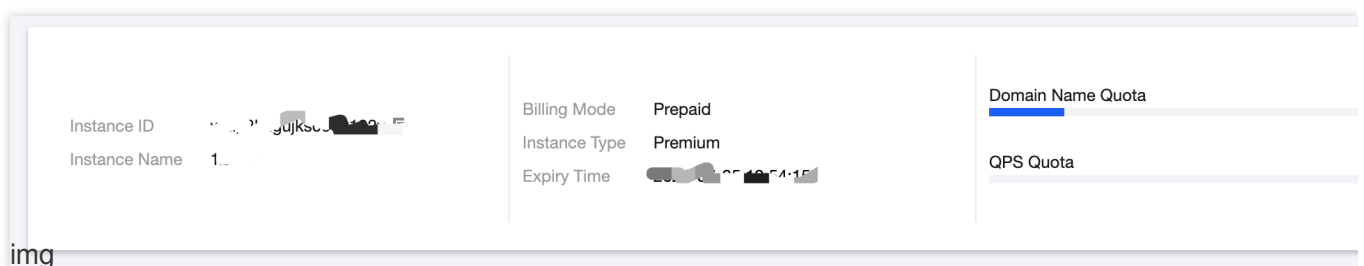 Instance ID
Instance Name
Billing Mode Prepaid
Instance Type Premium
Expiry Time
Domain Name Quota
QPS Quota
img